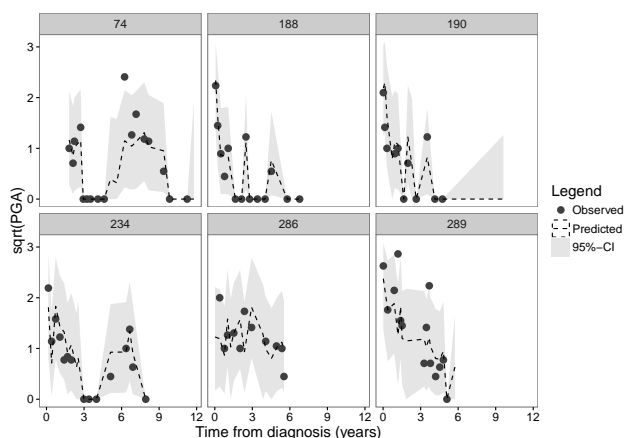 74 188 190
3
2
1
0
234 286 289
3
2
1
0
0 3 6 9 12 0 3 6 9 12 0 3 6 9 12
Time from diagnosis (years)
sqrt(PGA)
Legend
Observed
Predicted
95%-CI